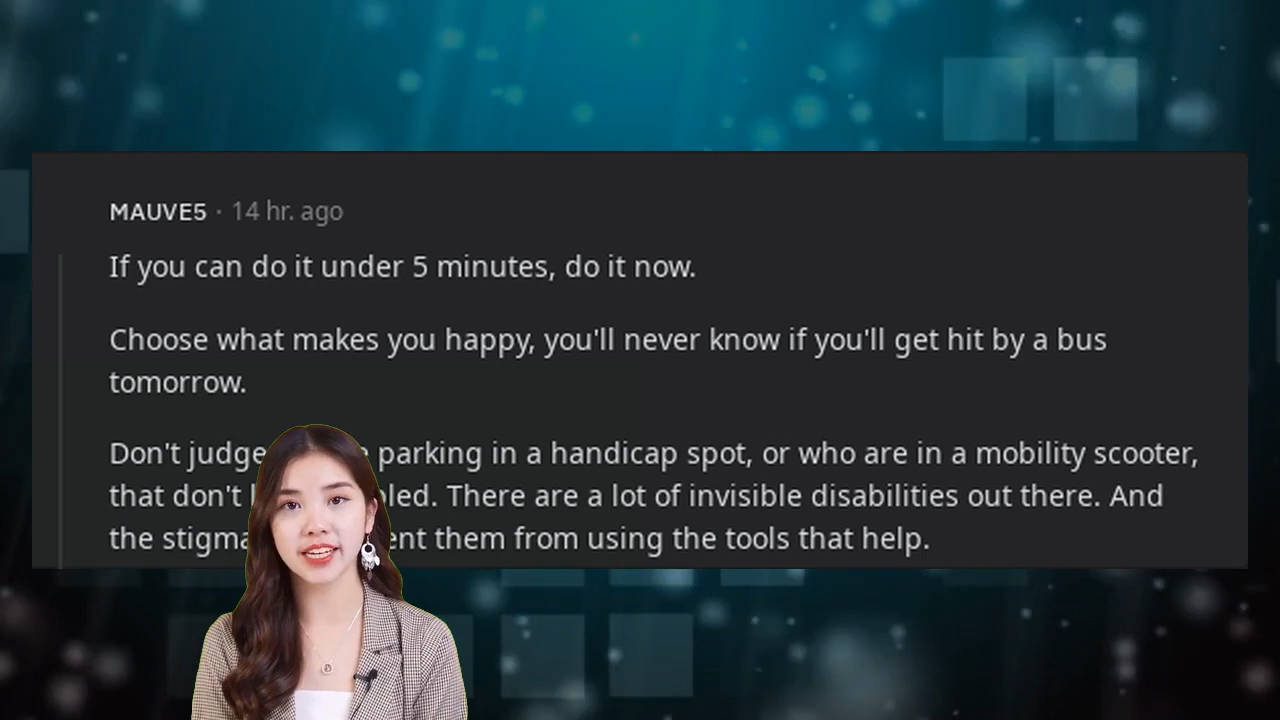 MAUVE5 · 14 hr. ago
If you can do it under 5 minutes, do it now.
Choose what makes you happy, you'll never know if you'll get hit by a bus
tomorrow.
Don't judge parking in a handicap spot, or who are in a mobility scooter,
that don't There are a lot of invisible disabilities out there. And
the stigma them from using the tools that help.